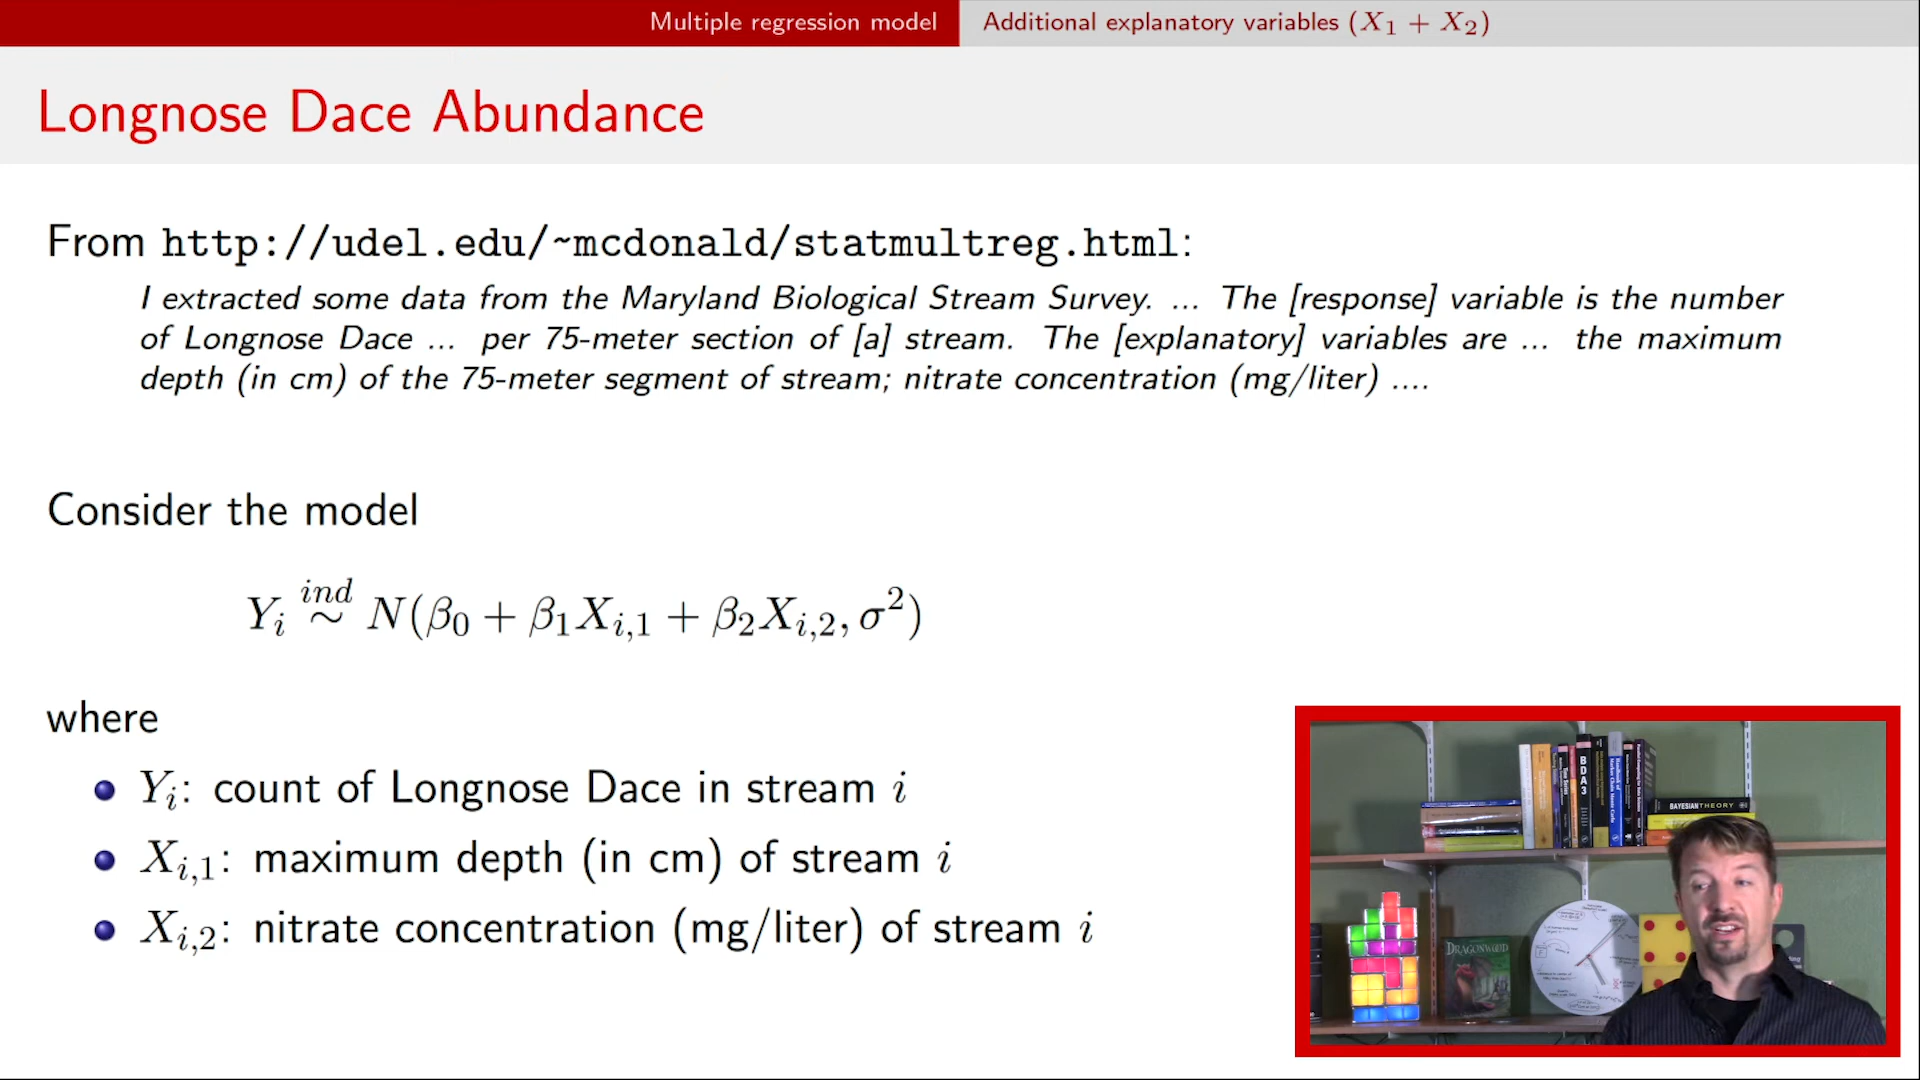 Multiple regression model
Additional explanatory variables (X₁ + X₂)
Longnose Dace Abundance
From http://udel.edu/~mcdonald/statmultreg.html:
I extracted some data from the Maryland Biological Stream Survey. ... The [response] variable is the number
of Longnose Dace ... per 75-meter section of [a] stream. The [explanatory] variables are ... the maximum
depth (in cm) of the 75-meter segment of stream; nitrate concentration (mg/liter) ....
Consider the model
Yᵢ ind ∼ N(β₀ + β₁Xᵢ,₁ + β₂Xᵢ,₂, σ²)
where
Yᵢ: count of Longnose Dace in stream i
Xᵢ,₁: maximum depth (in cm) of stream i
Xᵢ,₂: nitrate concentration (mg/liter) of stream i
BDA3
BAYESIAN THEORY
DRAGONWOOD